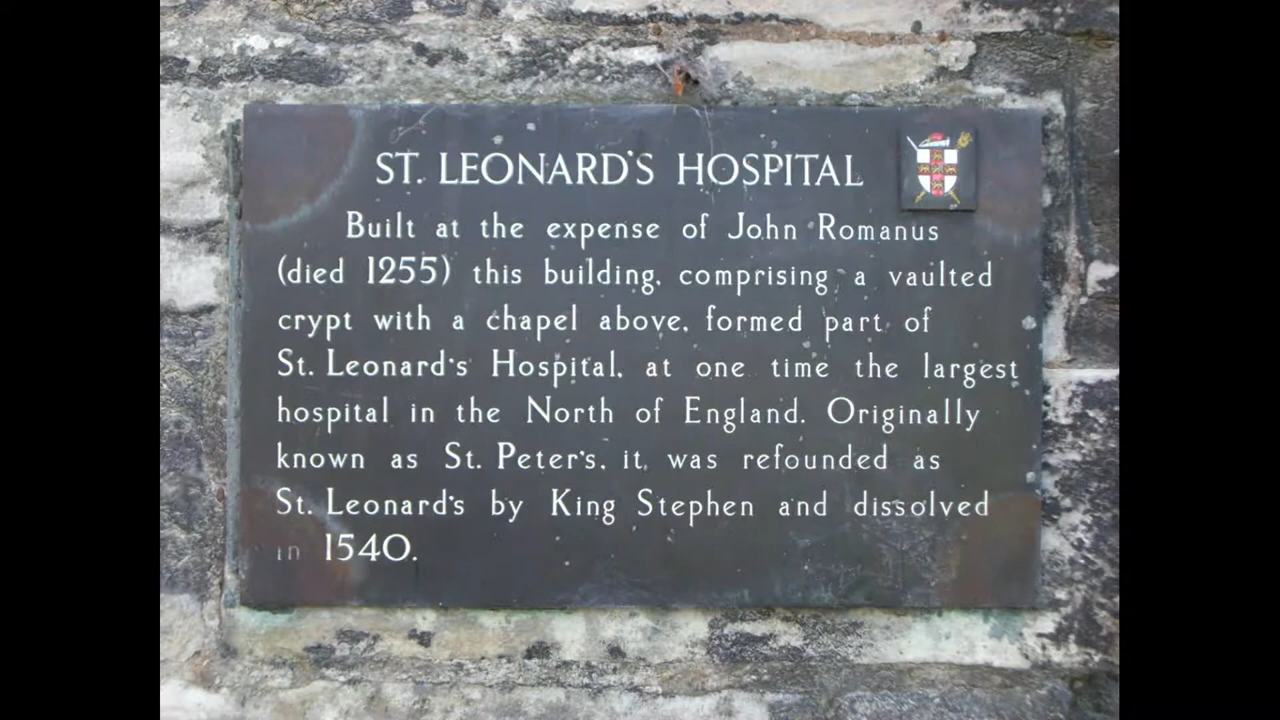 ST. LEONARD'S HOSPITAL
Built at the expense of John Romanus
(died 1255) this building, comprising a vaulted
crypt with a chapel above, formed part of
St. Leonard's Hospital, at one time the largest
hospital in the North of England. Originally
known as St. Peter's, it was refounded as
St. Leonard's by King Stephen and dissolved
in 1540.